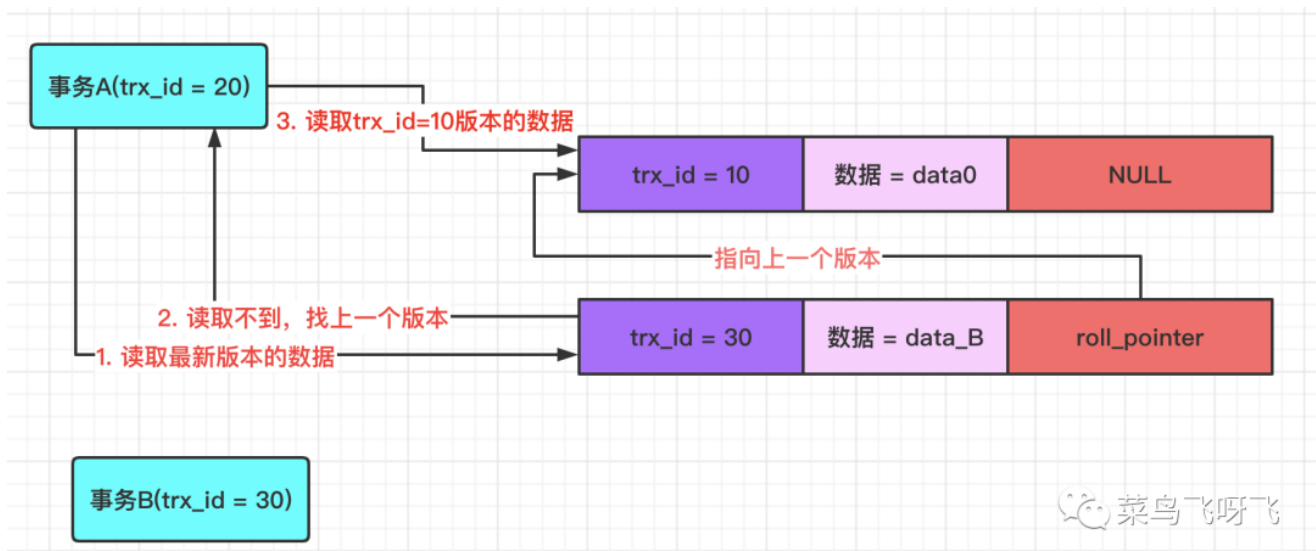 事务A(trx_id = 20)
3. 读取trx_id=10版本的数据
trx_id = 10
数据 = data0
NULL
指向上一个版本
2. 读取不到，找上一个版本
1. 读取最新版本的数据
trx_id = 30
数据 = data_B
roll_pointer
事务B(trx_id = 30)
菜鸟飞呀飞